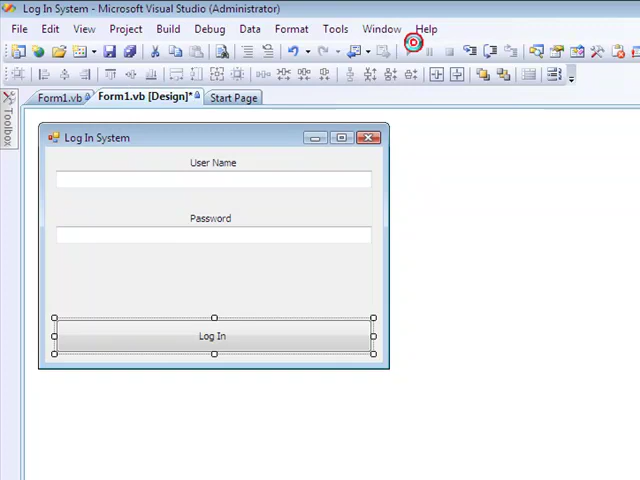 Log In System - Microsoft Visual Studio (Administrator)
File Edit View Project Build Debug Data Format Tools Window Help
Form1.vb Form1.vb [Design]* Start Page
Toolbox
Log In System
User Name
Password
Log In